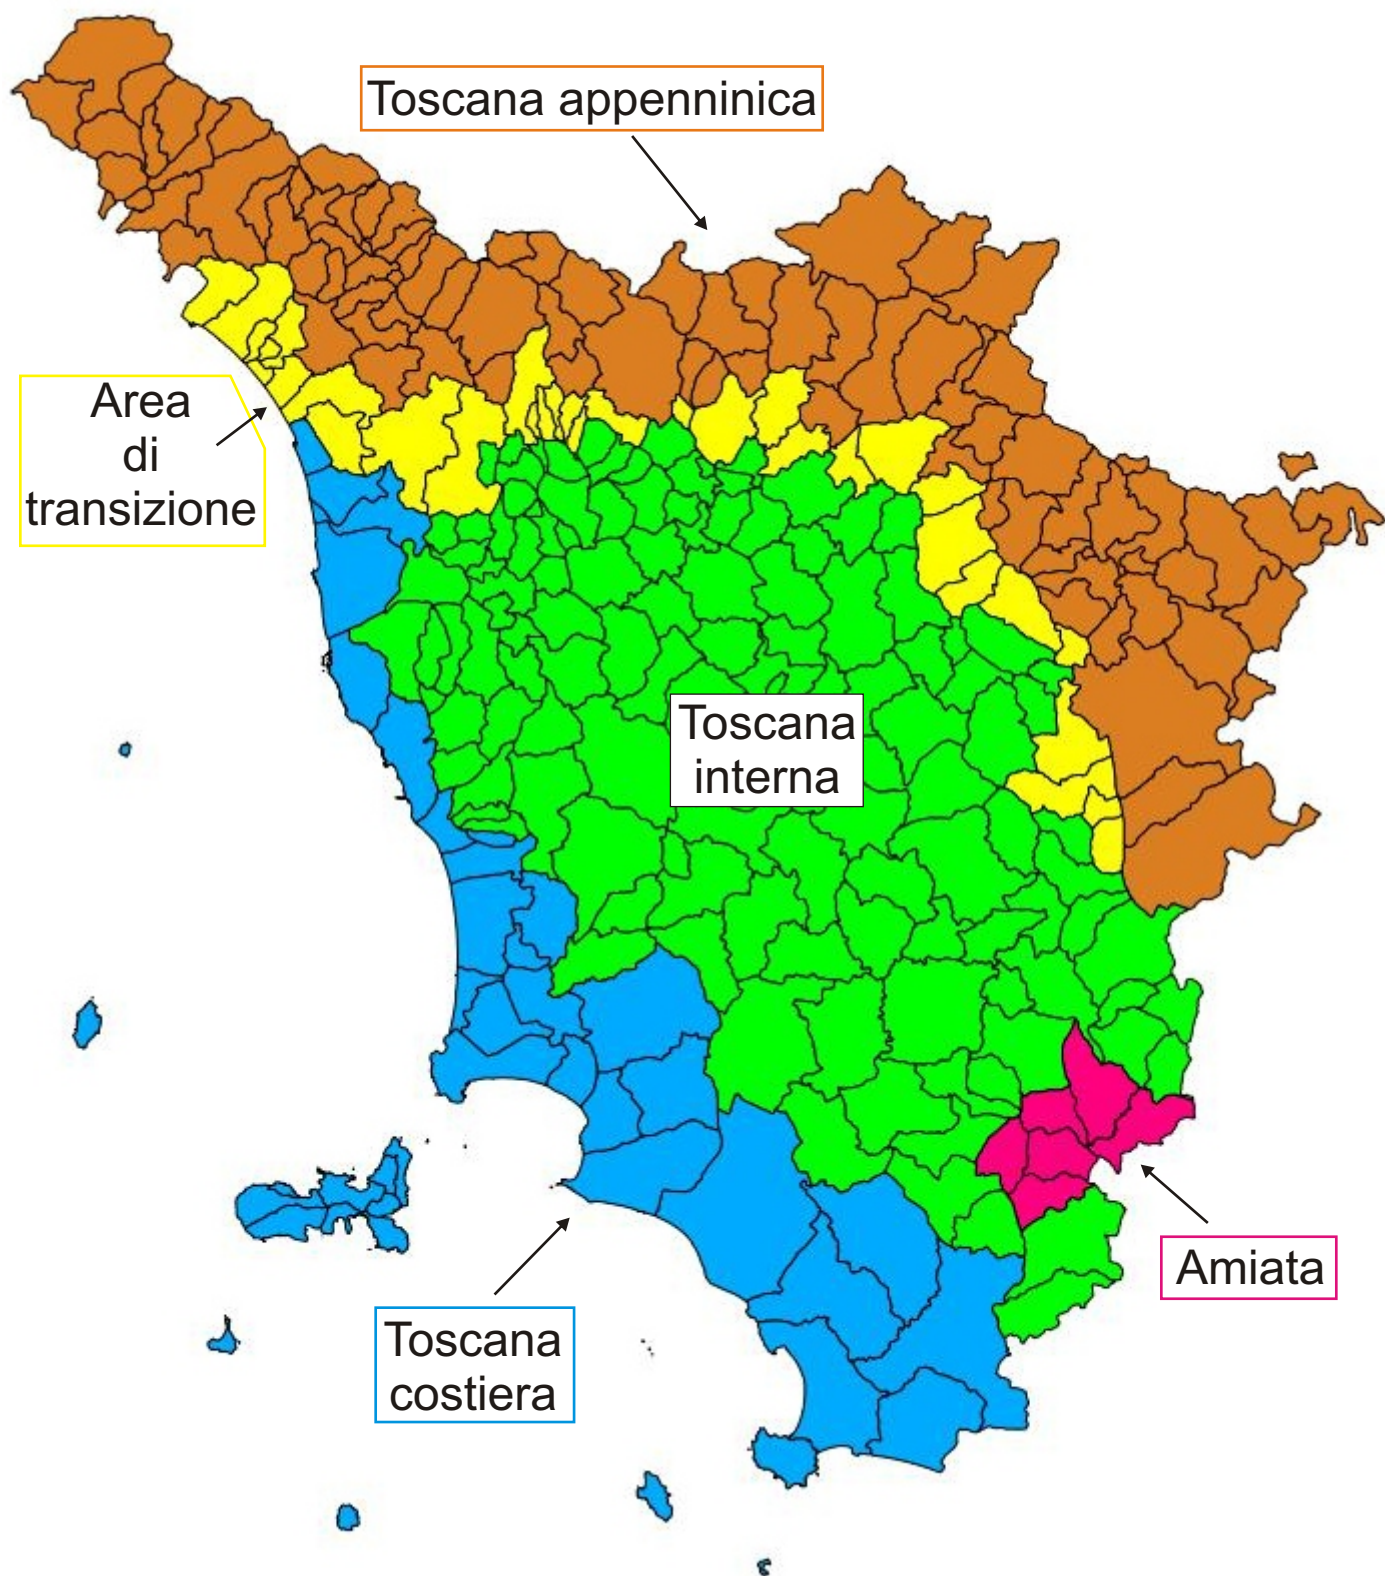 Toscana appenninica
Area
di
transizione
Toscana
interna
Amiata
Toscana
costiera